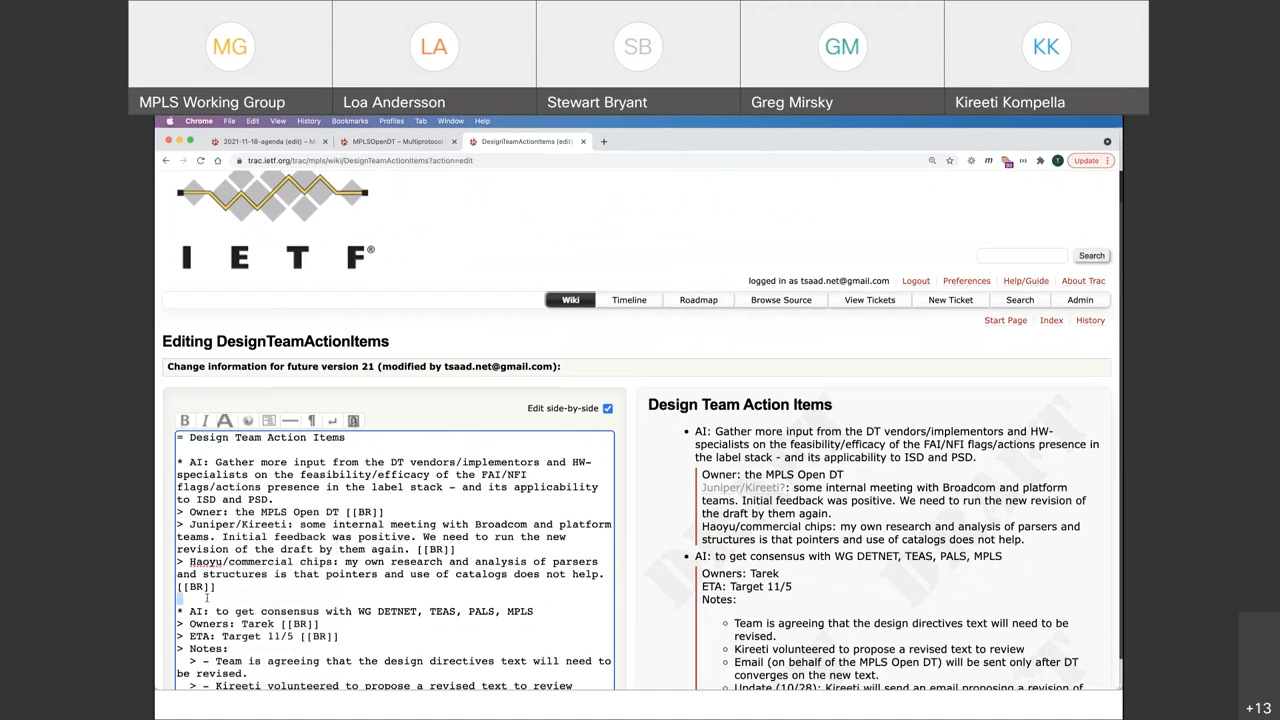 MG
LA
SB
GM
KK
MPLS Working Group
Loa Andersson
Stewart Bryant
Greg Mirsky
Kireeti Kompella
Chrome File Edit View History Bookmarks Profiles Tab Window Help
2021-11-18-agenda (edit) – M
MPLSOpenDT – Multiprotocol
DesignTeamActionItems (edit)
trac.ietf.org/trac/mpls/wiki/DesignTeamActionItems?action=edit
Update
I E T F®
Search
logged in as tsaad.net@gmail.com Logout Preferences Help/Guide About Trac
Wiki Timeline Roadmap Browse Source View Tickets New Ticket Search Admin
Start Page Index History
Editing DesignTeamActionItems
Change information for future version 21 (modified by tsaad.net@gmail.com):
Edit side-by-side
= Design Team Action Items
* AI: Gather more input from the DT vendors/implementors and HW-
specialists on the feasibility/efficacy of the FAI/NFI
flags/actions presence in the label stack - and its applicability
to ISD and PSD.
> Owner: the MPLS Open DT [[BR]]
> Juniper/Kireeti: some internal meeting with Broadcom and platform
teams. Initial feedback was positive. We need to run the new
revision of the draft by them again. [[BR]]
> Haoyu/commercial chips: my own research and analysis of parsers
and structures is that pointers and use of catalogs does not help.
[[BR]]
* AI: to get consensus with WG DETNET, TEAS, PALS, MPLS
> Owners: Tarek [[BR]]
> ETA: Target 11/5 [[BR]]
> Notes:
> - Team is agreeing that the design directives text will need to
be revised.
> - Kireeti volunteered to propose a revised text to review
Design Team Action Items
AI: Gather more input from the DT vendors/implementors and HW-
specialists on the feasibility/efficacy of the FAI/NFI flags/actions presence in
the label stack - and its applicability to ISD and PSD.
Owner: the MPLS Open DT
Juniper/Kireeti?: some internal meeting with Broadcom and platform
teams. Initial feedback was positive. We need to run the new revision of
the draft by them again.
Haoyu/commercial chips: my own research and analysis of parsers and
structures is that pointers and use of catalogs does not help.
AI: to get consensus with WG DETNET, TEAS, PALS, MPLS
Owners: Tarek
ETA: Target 11/5
Notes:
Team is agreeing that the design directives text will need to be
revised.
Kireeti volunteered to propose a revised text to review
Email (on behalf of the MPLS Open DT) will be sent only after DT
converges on the new text.
Update (10/28): Kireeti will send an email proposing a revision of
+13